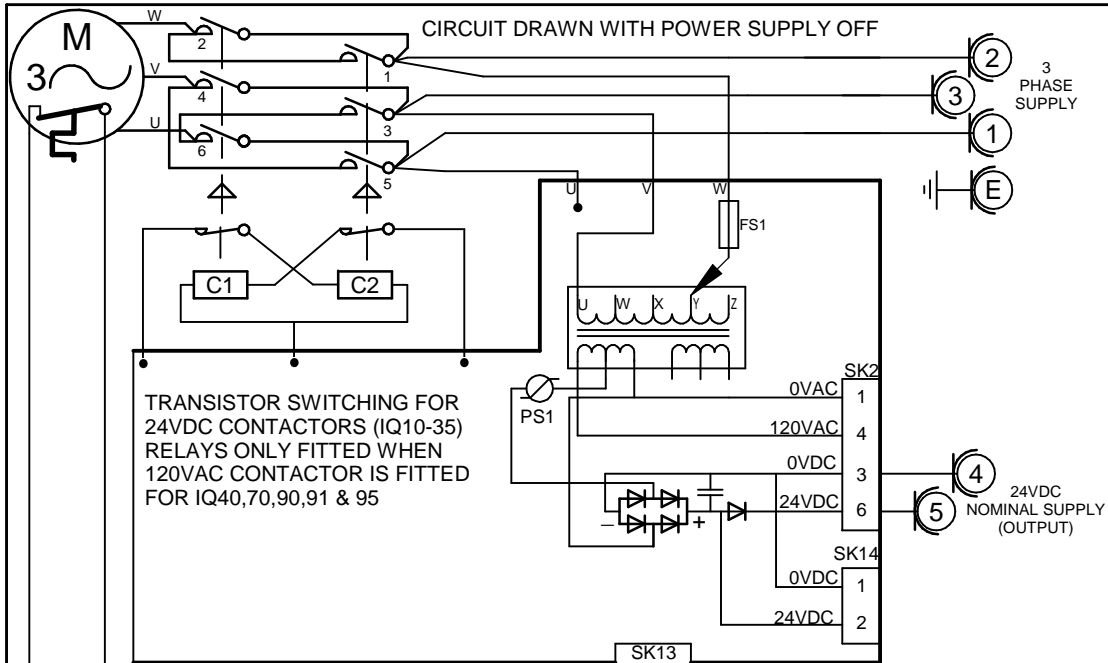 CIRCUIT DRAWN WITH POWER SUPPLY OFF
M
3
W
V
U
2
4
6
1
3
5
2
3
1
E
3
PHASE
SUPPLY
U
V
W
FS1
C1
C2
U
W
X
Y
Z
PS1
TRANSISTOR SWITCHING FOR
24VDC CONTACTORS (IQ10-35)
RELAYS ONLY FITTED WHEN
120VAC CONTACTOR IS FITTED
FOR IQ40,70,90,91 & 95
SK2
0VAC 1
120VAC 4
0VDC 3
24VDC 6
– +
4
5
24VDC
NOMINAL SUPPLY
(OUTPUT)
SK14
0VDC 1
24VDC 2
SK13